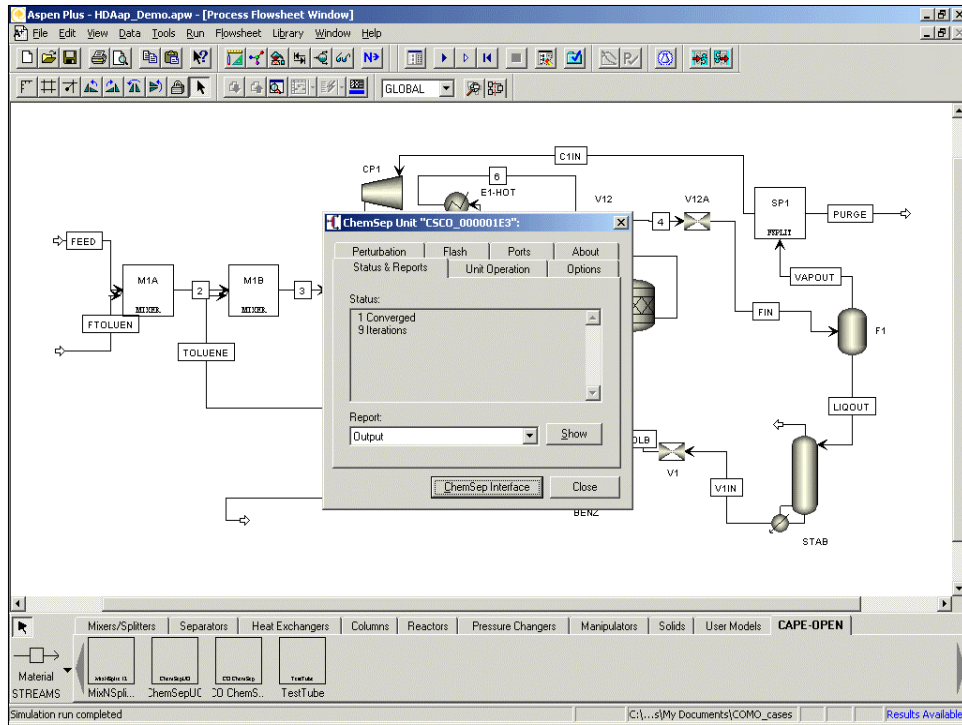 Aspen Plus - HDAap_Demo.apw - [Process Flowsheet Window]
File Edit View Data Tools Run Flowsheet Library Window Help
N>
GLOBAL
C1IN
CP1
6
E1-HOT
V12
V12A
4
SP1
FSPLIT
PURGE
FEED
M1A
MIXER
2
M1B
MIXER
3
VAPOUT
FTOLUEN
FIN
F1
TOLUENE
LIQOUT
OLB
V1
V1IN
BENZ
STAB
ChemSep Unit "CSCO_000001E3":
Perturbation Flash Ports About
Status & Reports Unit Operation Options
Status:
1 Converged
9 Iterations
Report:
Output Show
ChemSep Interface Close
Mixers/Splitters Separators Heat Exchangers Columns Reactors Pressure Changers Manipulators Solids User Models CAPE-OPEN
Material
STREAMS
ChemSepUO CO ChemSep TestTube
MixNSpli... ChemSepUO CO ChemS... TestTube
Simulation run completed C:\...s\My Documents\COMO_cases Results Available